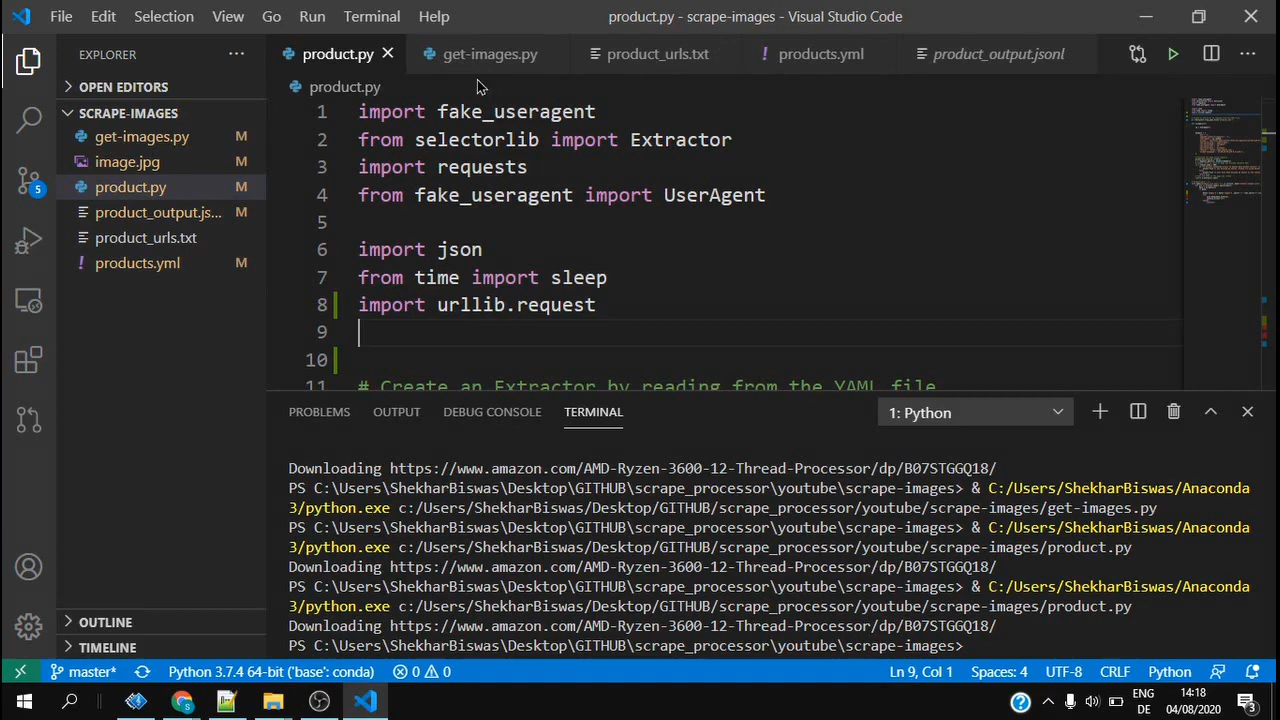 File Edit Selection View Go Run Terminal Help product.py - scrape-images - Visual Studio Code
EXPLORER
OPEN EDITORS
SCRAPE-IMAGES
get-images.py M
image.jpg M
product.py M
product_output.js... M
product_urls.txt
products.yml M
OUTLINE
TIMELINE
product.py get-images.py product_urls.txt products.yml product_output.jsonl
product.py
1 import fake_useragent
2 from selectorlib import Extractor
3 import requests
4 from fake_useragent import UserAgent
5
6 import json
7 from time import sleep
8 import urllib.request
9
10
11 # Create an Extractor by reading from the YAML file
PROBLEMS OUTPUT DEBUG CONSOLE TERMINAL 1: Python
Downloading https://www.amazon.com/AMD-Ryzen-3600-12-Thread-Processor/dp/B07STGGQ18/
PS C:\Users\ShekharBiswas\Desktop\GITHUB\scrape_processor\youtube\scrape-images> & C:/Users/ShekharBiswas/Anaconda
3/python.exe c:/Users/ShekharBiswas/Desktop/GITHUB/scrape_processor/youtube/scrape-images/get-images.py
PS C:\Users\ShekharBiswas\Desktop\GITHUB\scrape_processor\youtube\scrape-images> & C:/Users/ShekharBiswas/Anaconda
3/python.exe c:/Users/ShekharBiswas/Desktop/GITHUB/scrape_processor/youtube/scrape-images/product.py
Downloading https://www.amazon.com/AMD-Ryzen-3600-12-Thread-Processor/dp/B07STGGQ18/
PS C:\Users\ShekharBiswas\Desktop\GITHUB\scrape_processor\youtube\scrape-images> & C:/Users/ShekharBiswas/Anaconda
3/python.exe c:/Users/ShekharBiswas/Desktop/GITHUB/scrape_processor/youtube/scrape-images/product.py
Downloading https://www.amazon.com/AMD-Ryzen-3600-12-Thread-Processor/dp/B07STGGQ18/
PS C:\Users\ShekharBiswas\Desktop\GITHUB\scrape_processor\youtube\scrape-images>
5
master* Python 3.7.4 64-bit ('base': conda) 0 0 Ln 9, Col 1 Spaces: 4 UTF-8 CRLF Python
ENG
DE
14:18
04/08/2020
3